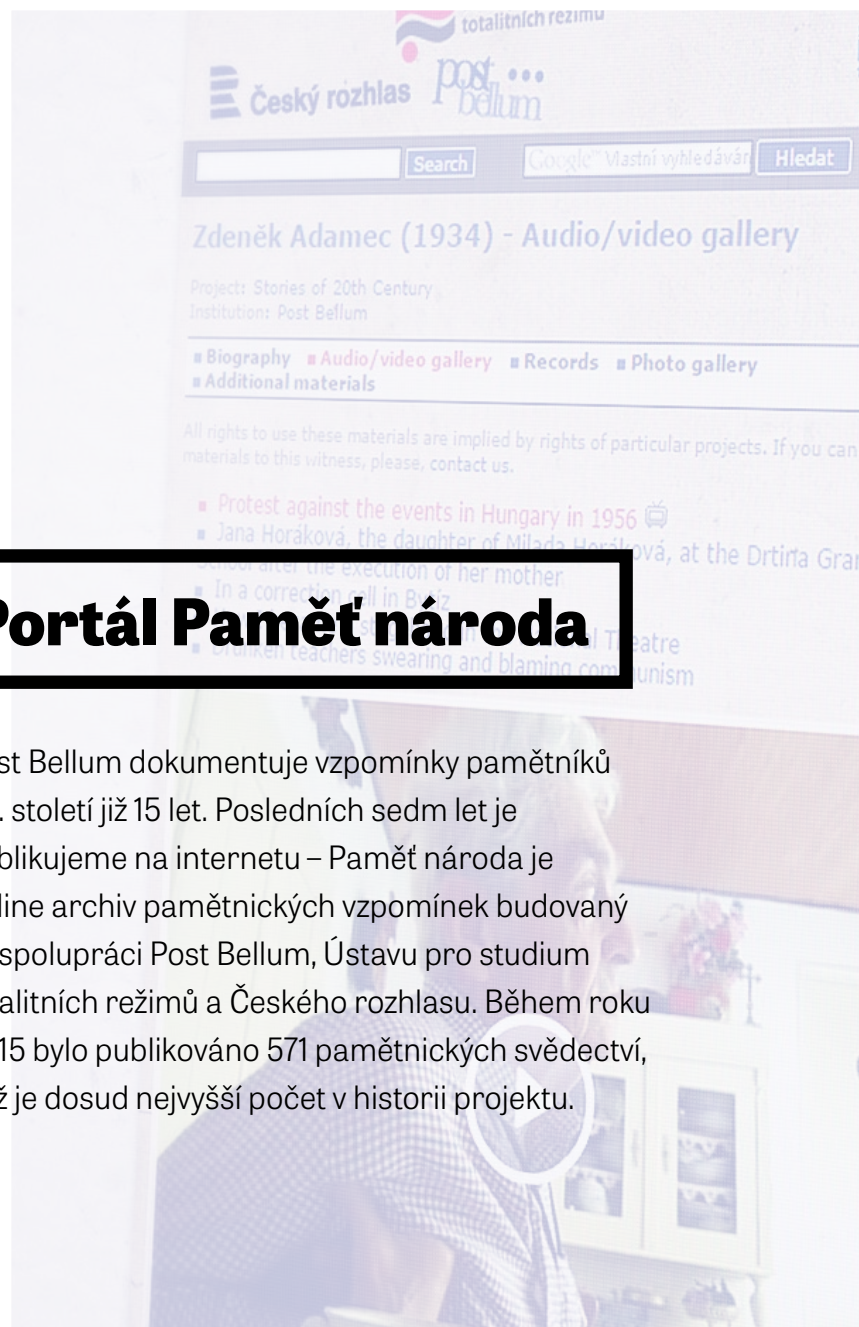 totalitních režimů
Český rozhlas
post bellum
Search
Google™ Vlastní vyhledáván
Hledat
Zdeněk Adamec (1934) - Audio/video gallery
Project: Stories of 20th Century
Institution: Post Bellum
Biography Audio/video gallery Records Photo gallery
Additional materials
All rights to use these materials are implied by rights of particular projects. If you can
materials to this witness, please, contact us.
Protest against the events in Hungary in 1956
Jana Horáková, the daughter of Milada Horáková, at the Drtina Gra
School after the execution of her mother
In a correction cell in Bytíz
Theatre
Drunken teachers swearing and blaming communism
Portál Paměť národa
st Bellum dokumentuje vzpomínky pamětníků
. století již 15 let. Posledních sedm let je
blikujeme na internetu – Paměť národa je
line archiv pamětnických vzpomínek budovaný
spolupráci Post Bellum, Ústavu pro studium
alitních režimů a Českého rozhlasu. Během roku
15 bylo publikováno 571 pamětnických svědectví,
ž je dosud nejvyšší počet v historii projektu.